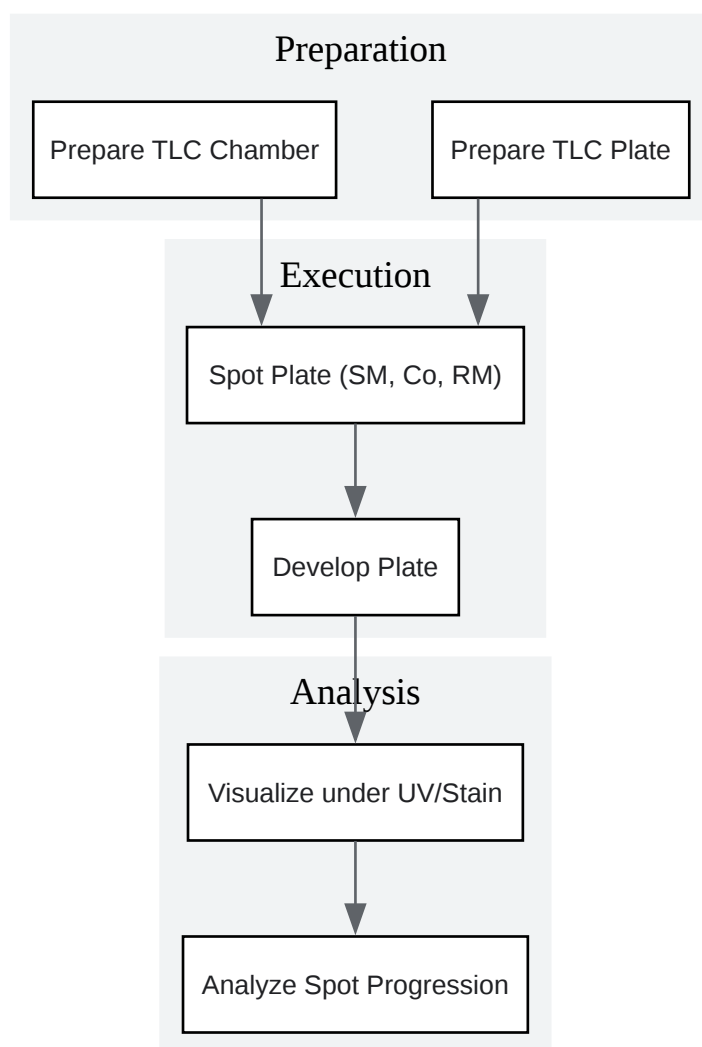 Preparation
Prepare TLC Chamber
Prepare TLC Plate
Execution
Spot Plate (SM, Co, RM)
Develop Plate
Analysis
Visualize under UV/Stain
Analyze Spot Progression